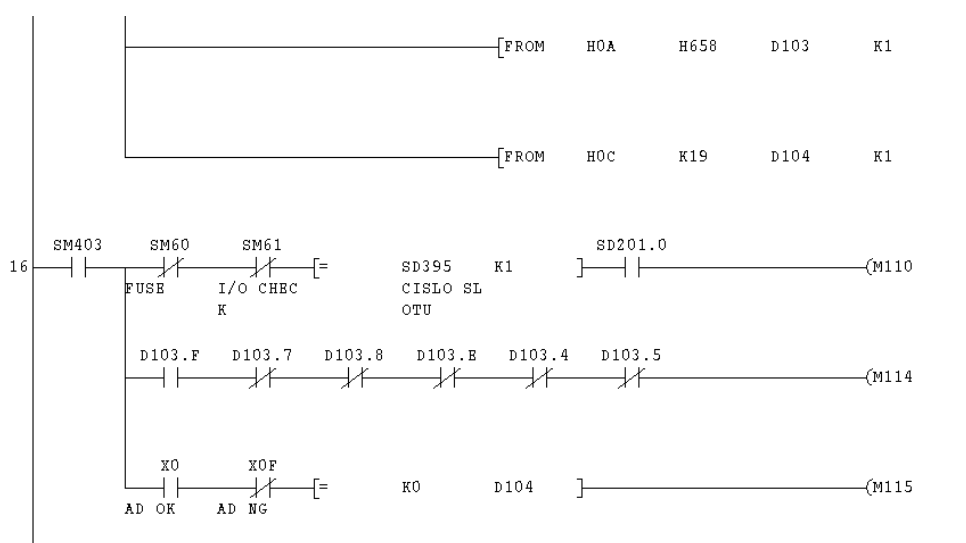 [FROM H0A H658 D103 K1
[FROM H0C K19 D104 K1
SM403 SM60 SM61 SD201.0
16 [= SD395 K1 ] (M110
FUSE I/O CHEC CISLO SL
K OTU
D103.F D103.7 D103.8 D103.E D103.4 D103.5
(M114
X0 X0F
[= K0 D104 ] (M115
AD OK AD NG